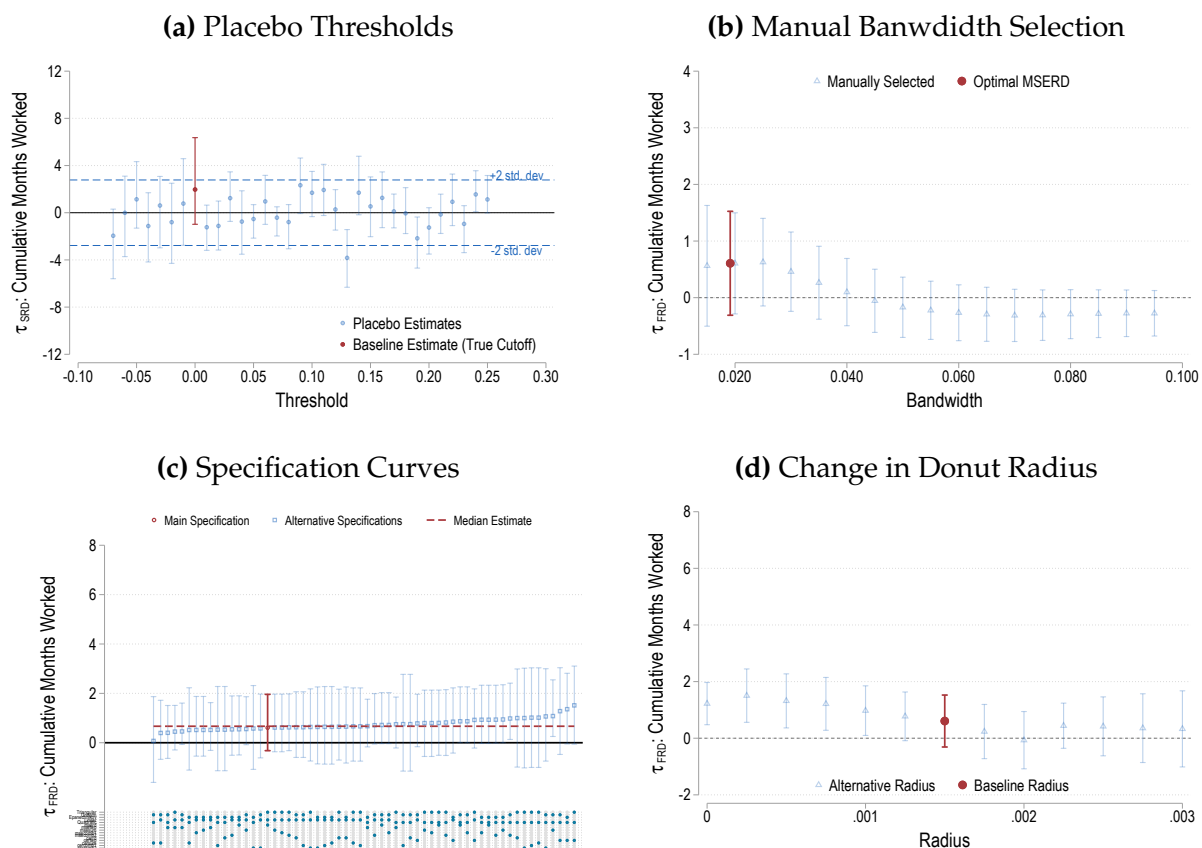 (a) Placebo Thresholds
τ SRD: Cumulative Months Worked
12
8
4
0
-4
-8
-12
+2 std. dev
-2 std. dev
Placebo Estimates
Baseline Estimate (True Cutoff)
-0.10 -0.05 0.00 0.05 0.10 0.15 0.20 0.25 0.30
Threshold
(b) Manual Banwdidth Selection
τ FRD: Cumulative Months Worked
4
3
2
1
0
-1
Manually Selected Optimal MSERD
0.020 0.040 0.060 0.080 0.100
Bandwidth
(c) Specification Curves
Main Specification Alternative Specifications Median Estimate
τ FRD: Cumulative Months Worked
8
6
4
2
0
Triangular
(d) Change in Donut Radius
τ FRD: Cumulative Months Worked
8
6
4
2
0
-2
Alternative Radius Baseline Radius
0 .001 .002 .003
Radius